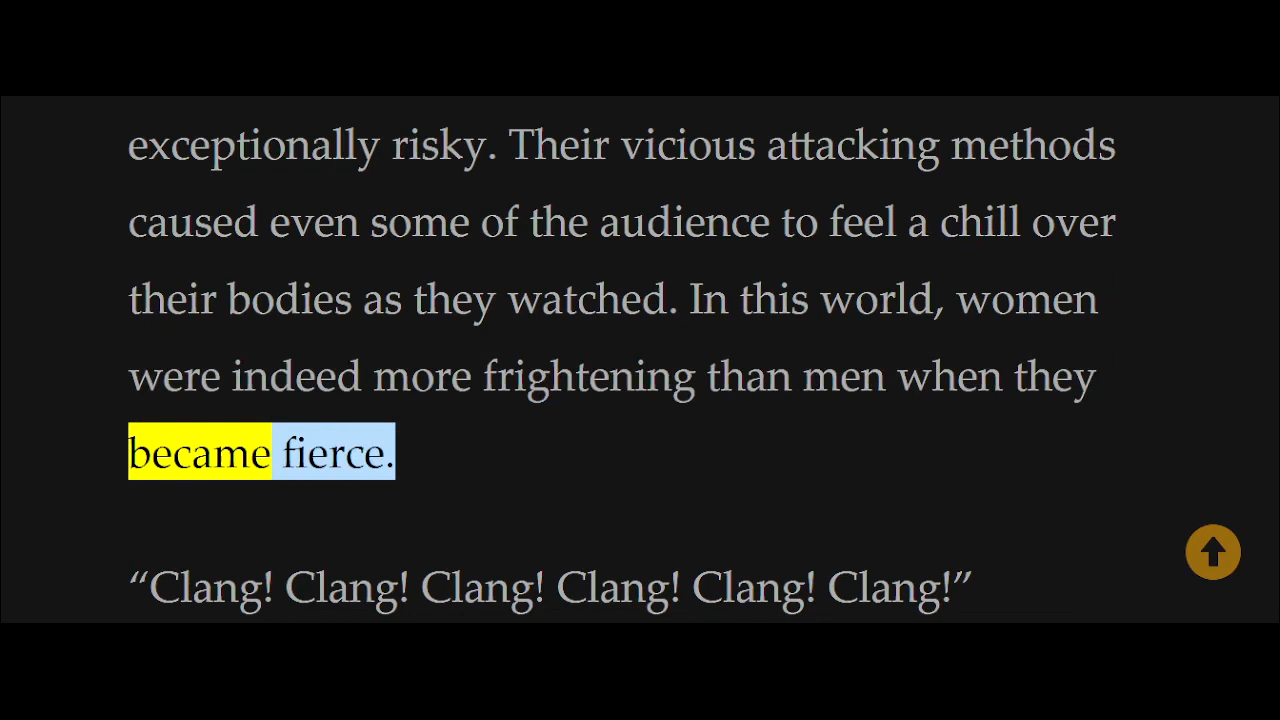 exceptionally risky. Their vicious attacking methods
caused even some of the audience to feel a chill over
their bodies as they watched. In this world, women
were indeed more frightening than men when they
became fierce.
“Clang! Clang! Clang! Clang! Clang! Clang!”